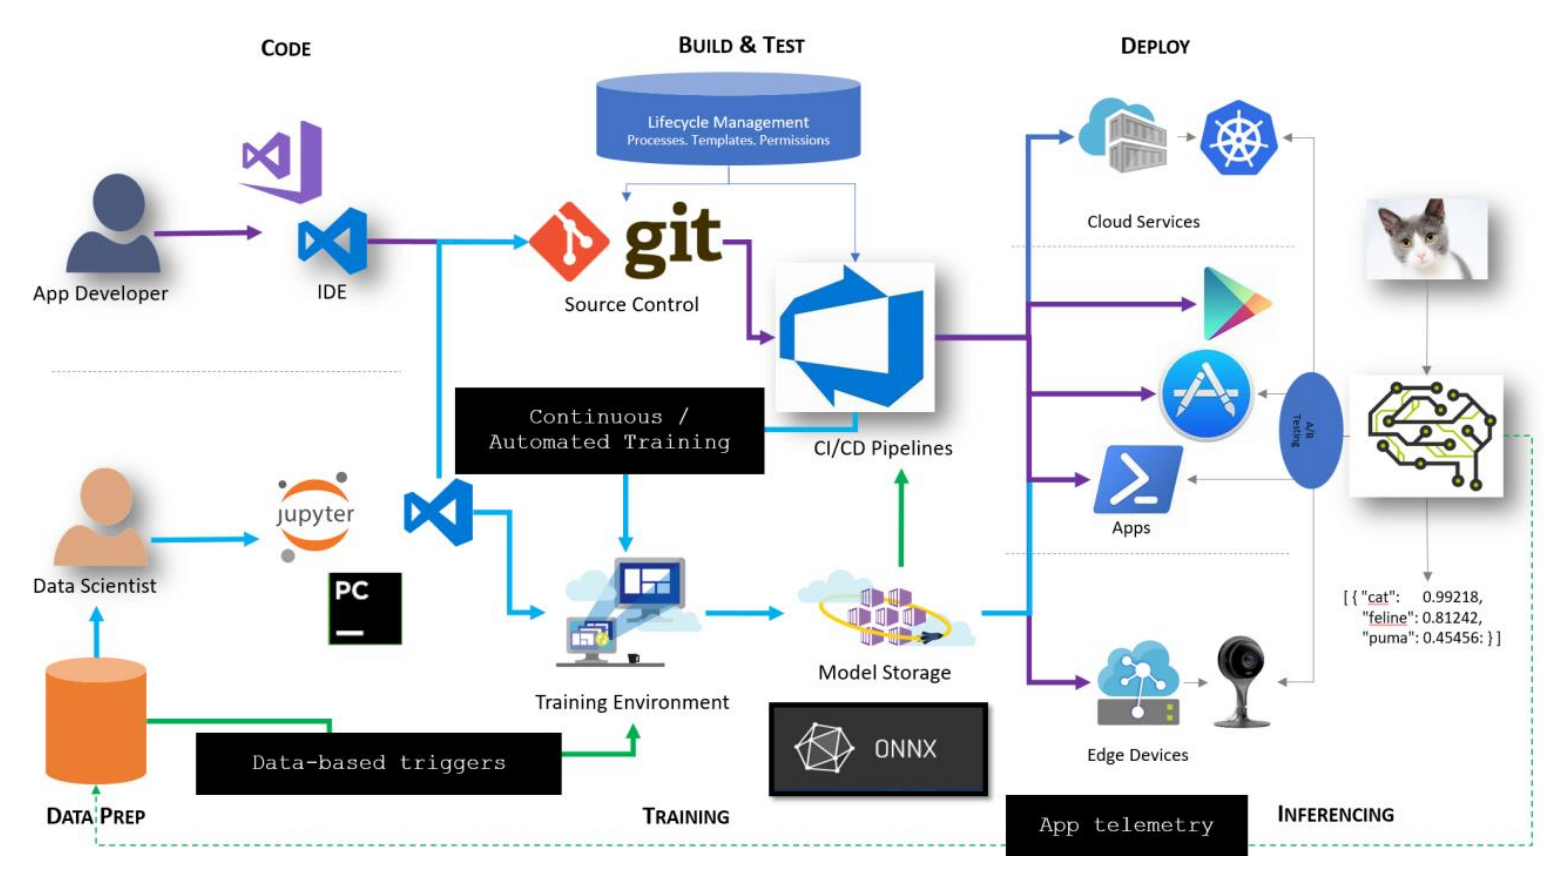 CODE
BUILD & TEST
DEPLOY
Lifecycle Management
Processes. Templates. Permissions
App Developer
IDE
git
Source Control
Cloud Services
Continuous /
Automated Training
CI/CD Pipelines
A/B
Testing
Apps
Data Scientist
jupyter
PC
Training Environment
Model Storage
[ { "cat": 0.99218,
"feline": 0.81242,
"puma": 0.45456: } ]
ONNX
Edge Devices
Data-based triggers
DATA PREP
TRAINING
App telemetry
INFERENCING